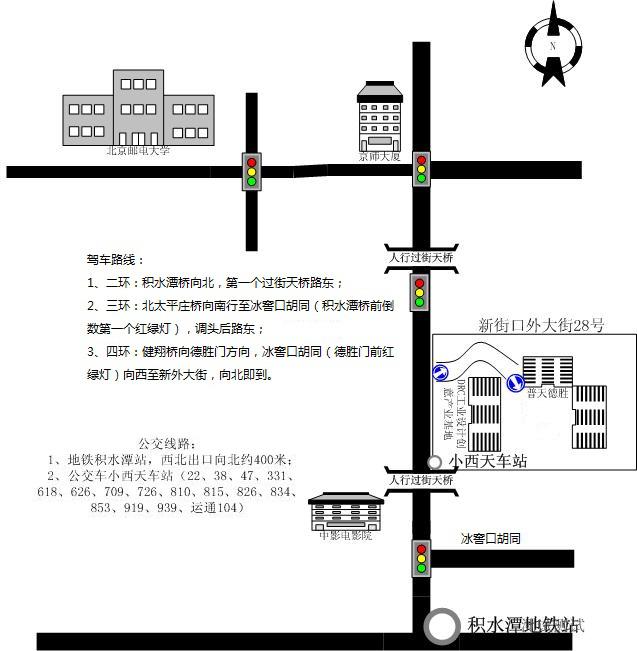 N
北京邮电大学
京师大厦
人行过街天桥
驾车路线：
1、二环：积水潭桥向北，第一个过街天桥路东；
2、三环：北太平庄桥向南行至冰窖口胡同（积水潭桥前倒
数第一个红绿灯），调头后路东；
3、四环：健翔桥向德胜门方向，冰窖口胡同（德胜门前红
绿灯）向西至新外大街，向北即到。
新街口外大街28号
普天德胜
DRC工业设计创
意产业基地
小西天车站
公交线路：
1、地铁积水潭站，西北出口向北约400米；
2、公交车小西天车站（22、38、47、331、
618、626、709、726、810、815、826、834、
853、919、939、运通104）
人行过街天桥
中影电影院
冰窖口胡同
积水潭地铁站